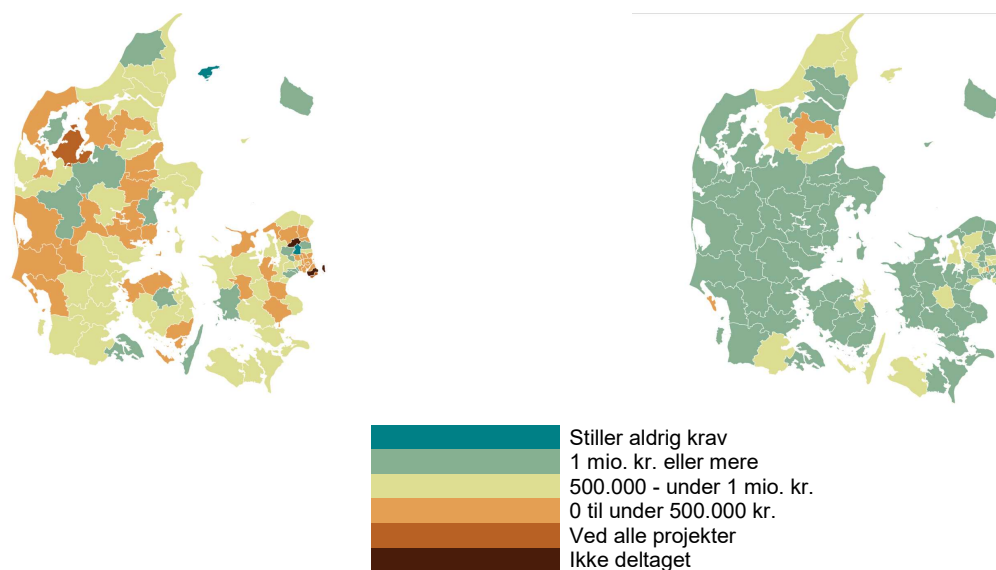 Stiller aldrig krav
1 mio. kr. eller mere
500.000 - under 1 mio. kr.
0 til under 500.000 kr.
Ved alle projekter
Ikke deltaget